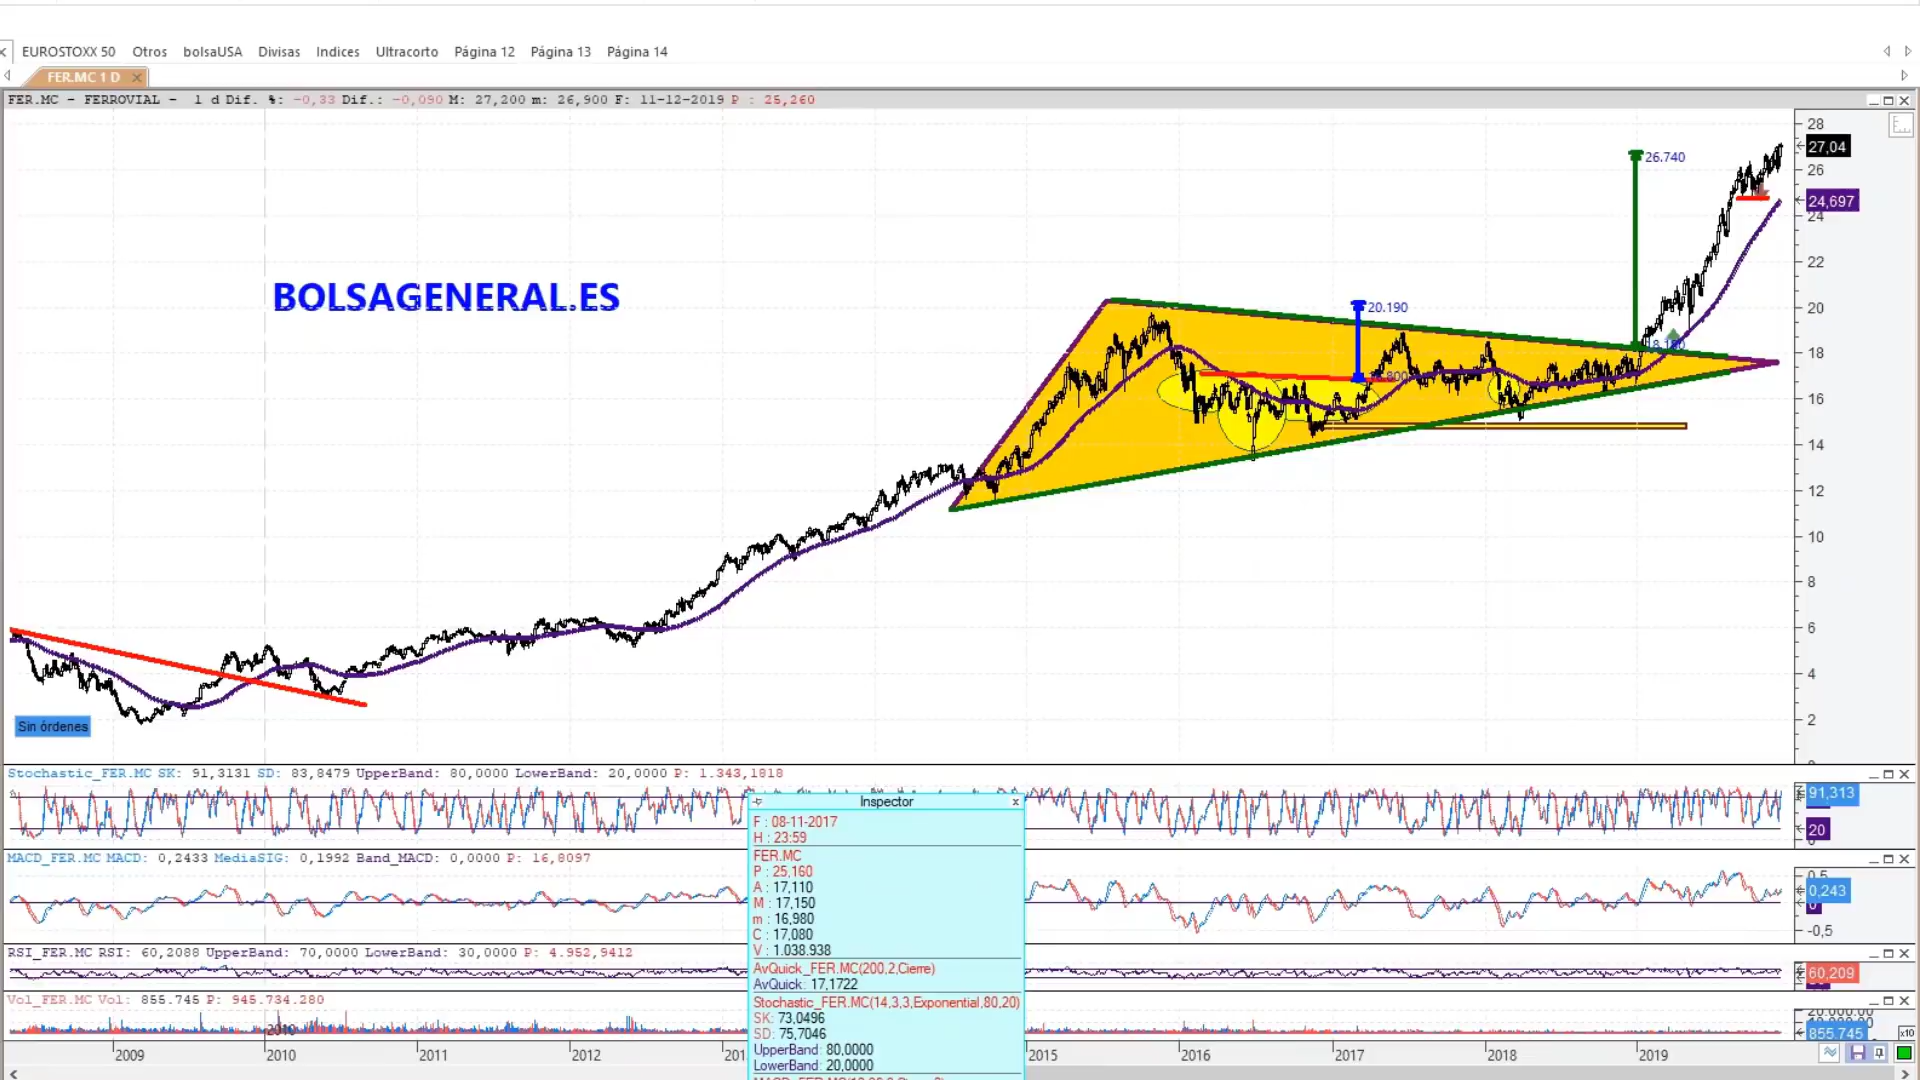 EUROSTOXX 50 Otros bolsaUSA Divisas Indices Ultracorto Página 12 Página 13 Página 14
FER.MC 1 D
FER.MC - FERROVIAL - 1 d Dif. %: -0,33 Dif.: -0,090 M: 27,200 m: 26,900 F: 11-12-2019 P : 25,260
28
27,04
26
24,697
24
22
20
18
16
14
12
10
8
6
4
2
26.740
20.190
BOLSAGENERAL.ES
Sin órdenes
Stochastic_FER.MC SK: 91,3131 SD: 83,8479 UpperBand: 80,0000 LowerBand: 20,0000 P: 1.343,1818
91,313
20
MACD_FER.MC MACD: 0,2433 MediaSIG: 0,1992 Band_MACD: 0,0000 P: 16,8097
0,5
0,243
0
-0,5
RSI_FER.MC RSI: 60,2088 UpperBand: 70,0000 LowerBand: 30,0000 P: 4.952,9412
60,209
Vol_FER.MC Vol: 855.745 P: 945.734.280
855.745
x10
2010
Inspector
F : 08-11-2017
H : 23:59
FER.MC
P : 25,160
A : 17,110
M : 17,150
m : 16,980
C : 17,080
V : 1.038.938
AvQuick_FER.MC(200,2,Cierre)
AvQuick: 17,1722
Stochastic_FER.MC(14,3,3,Exponential,80,20)
SK: 73,0496
SD: 75,7046
UpperBand: 80,0000
LowerBand: 20,0000
2009 2010 2011 2012 2015 2016 2017 2018 2019